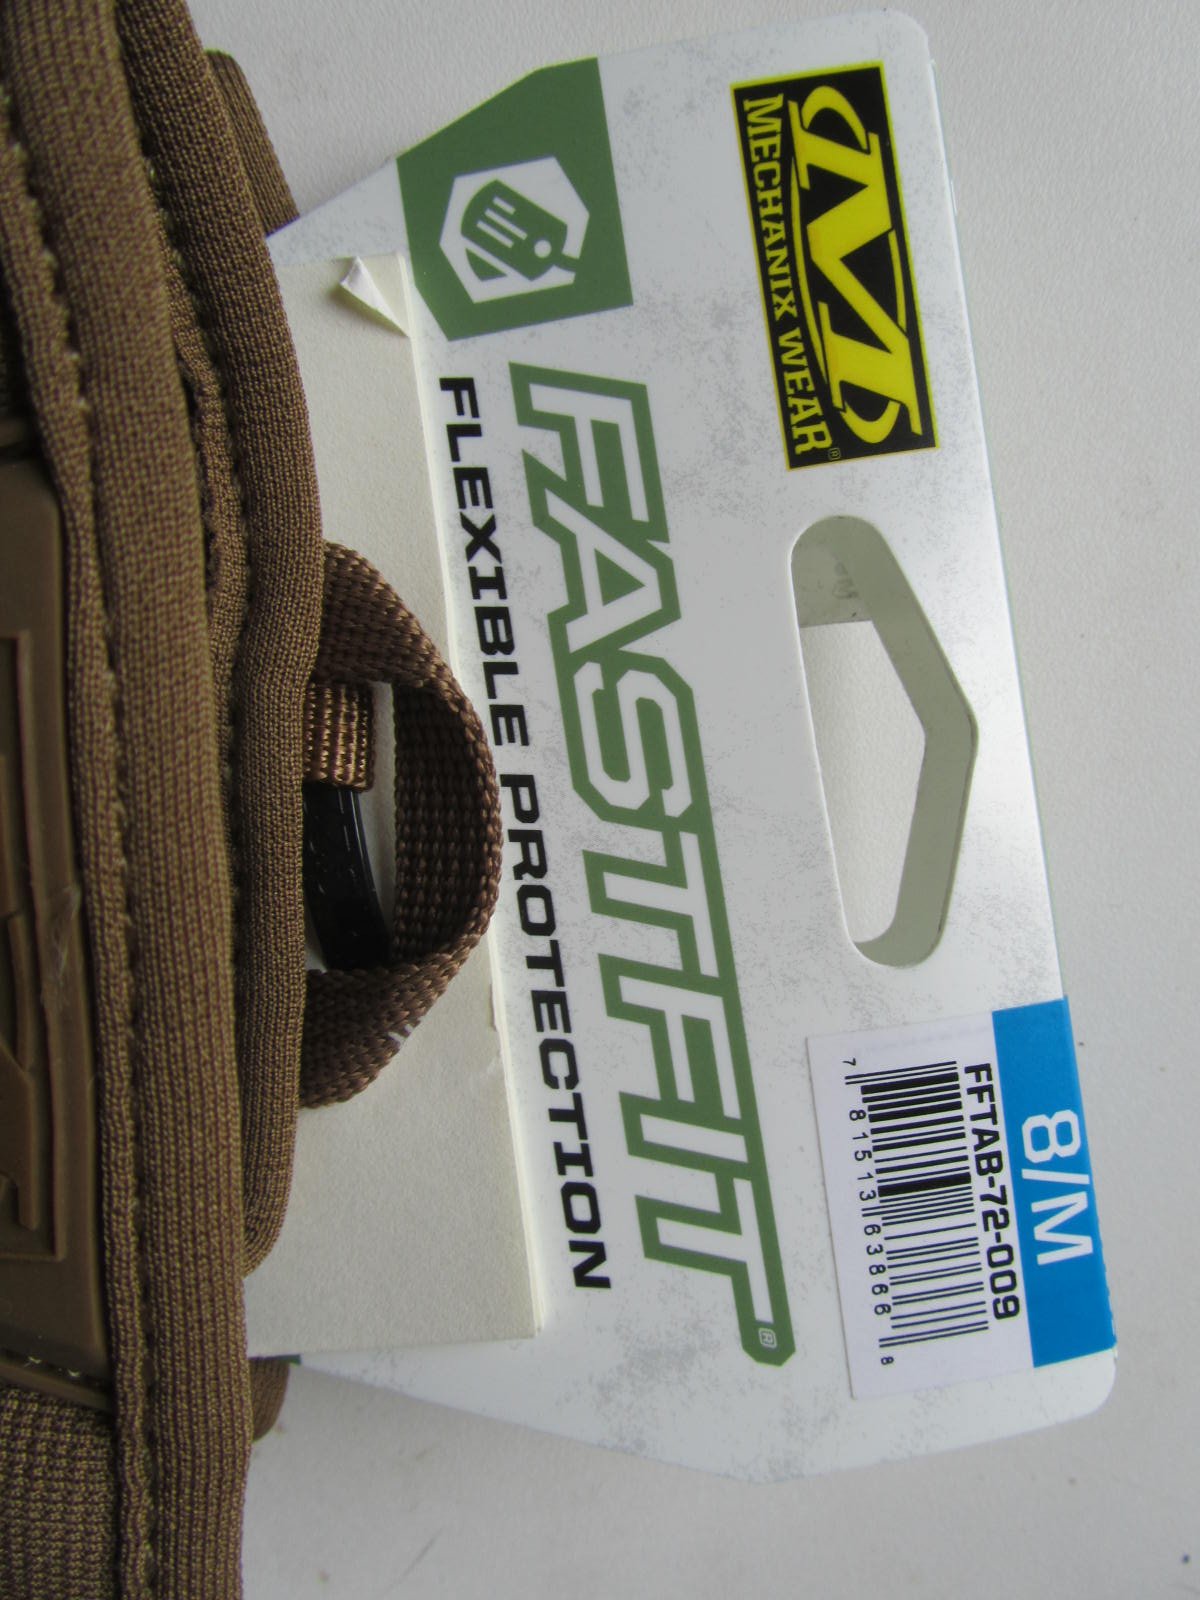 MECHANIX WEAR®
8/M
FFTAB-72-009
7 81513 63866 8
FASTFIT®
FLEXIBLE PROTECTION